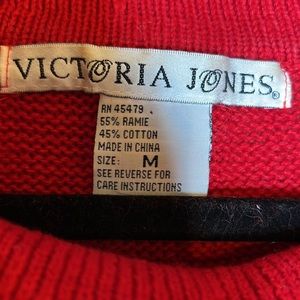 VICTORIA JONES®
RN 45479
55% RAMIE
45% COTTON
MADE IN CHINA
SIZE: M
SEE REVERSE FOR
CARE INSTRUCTIONS